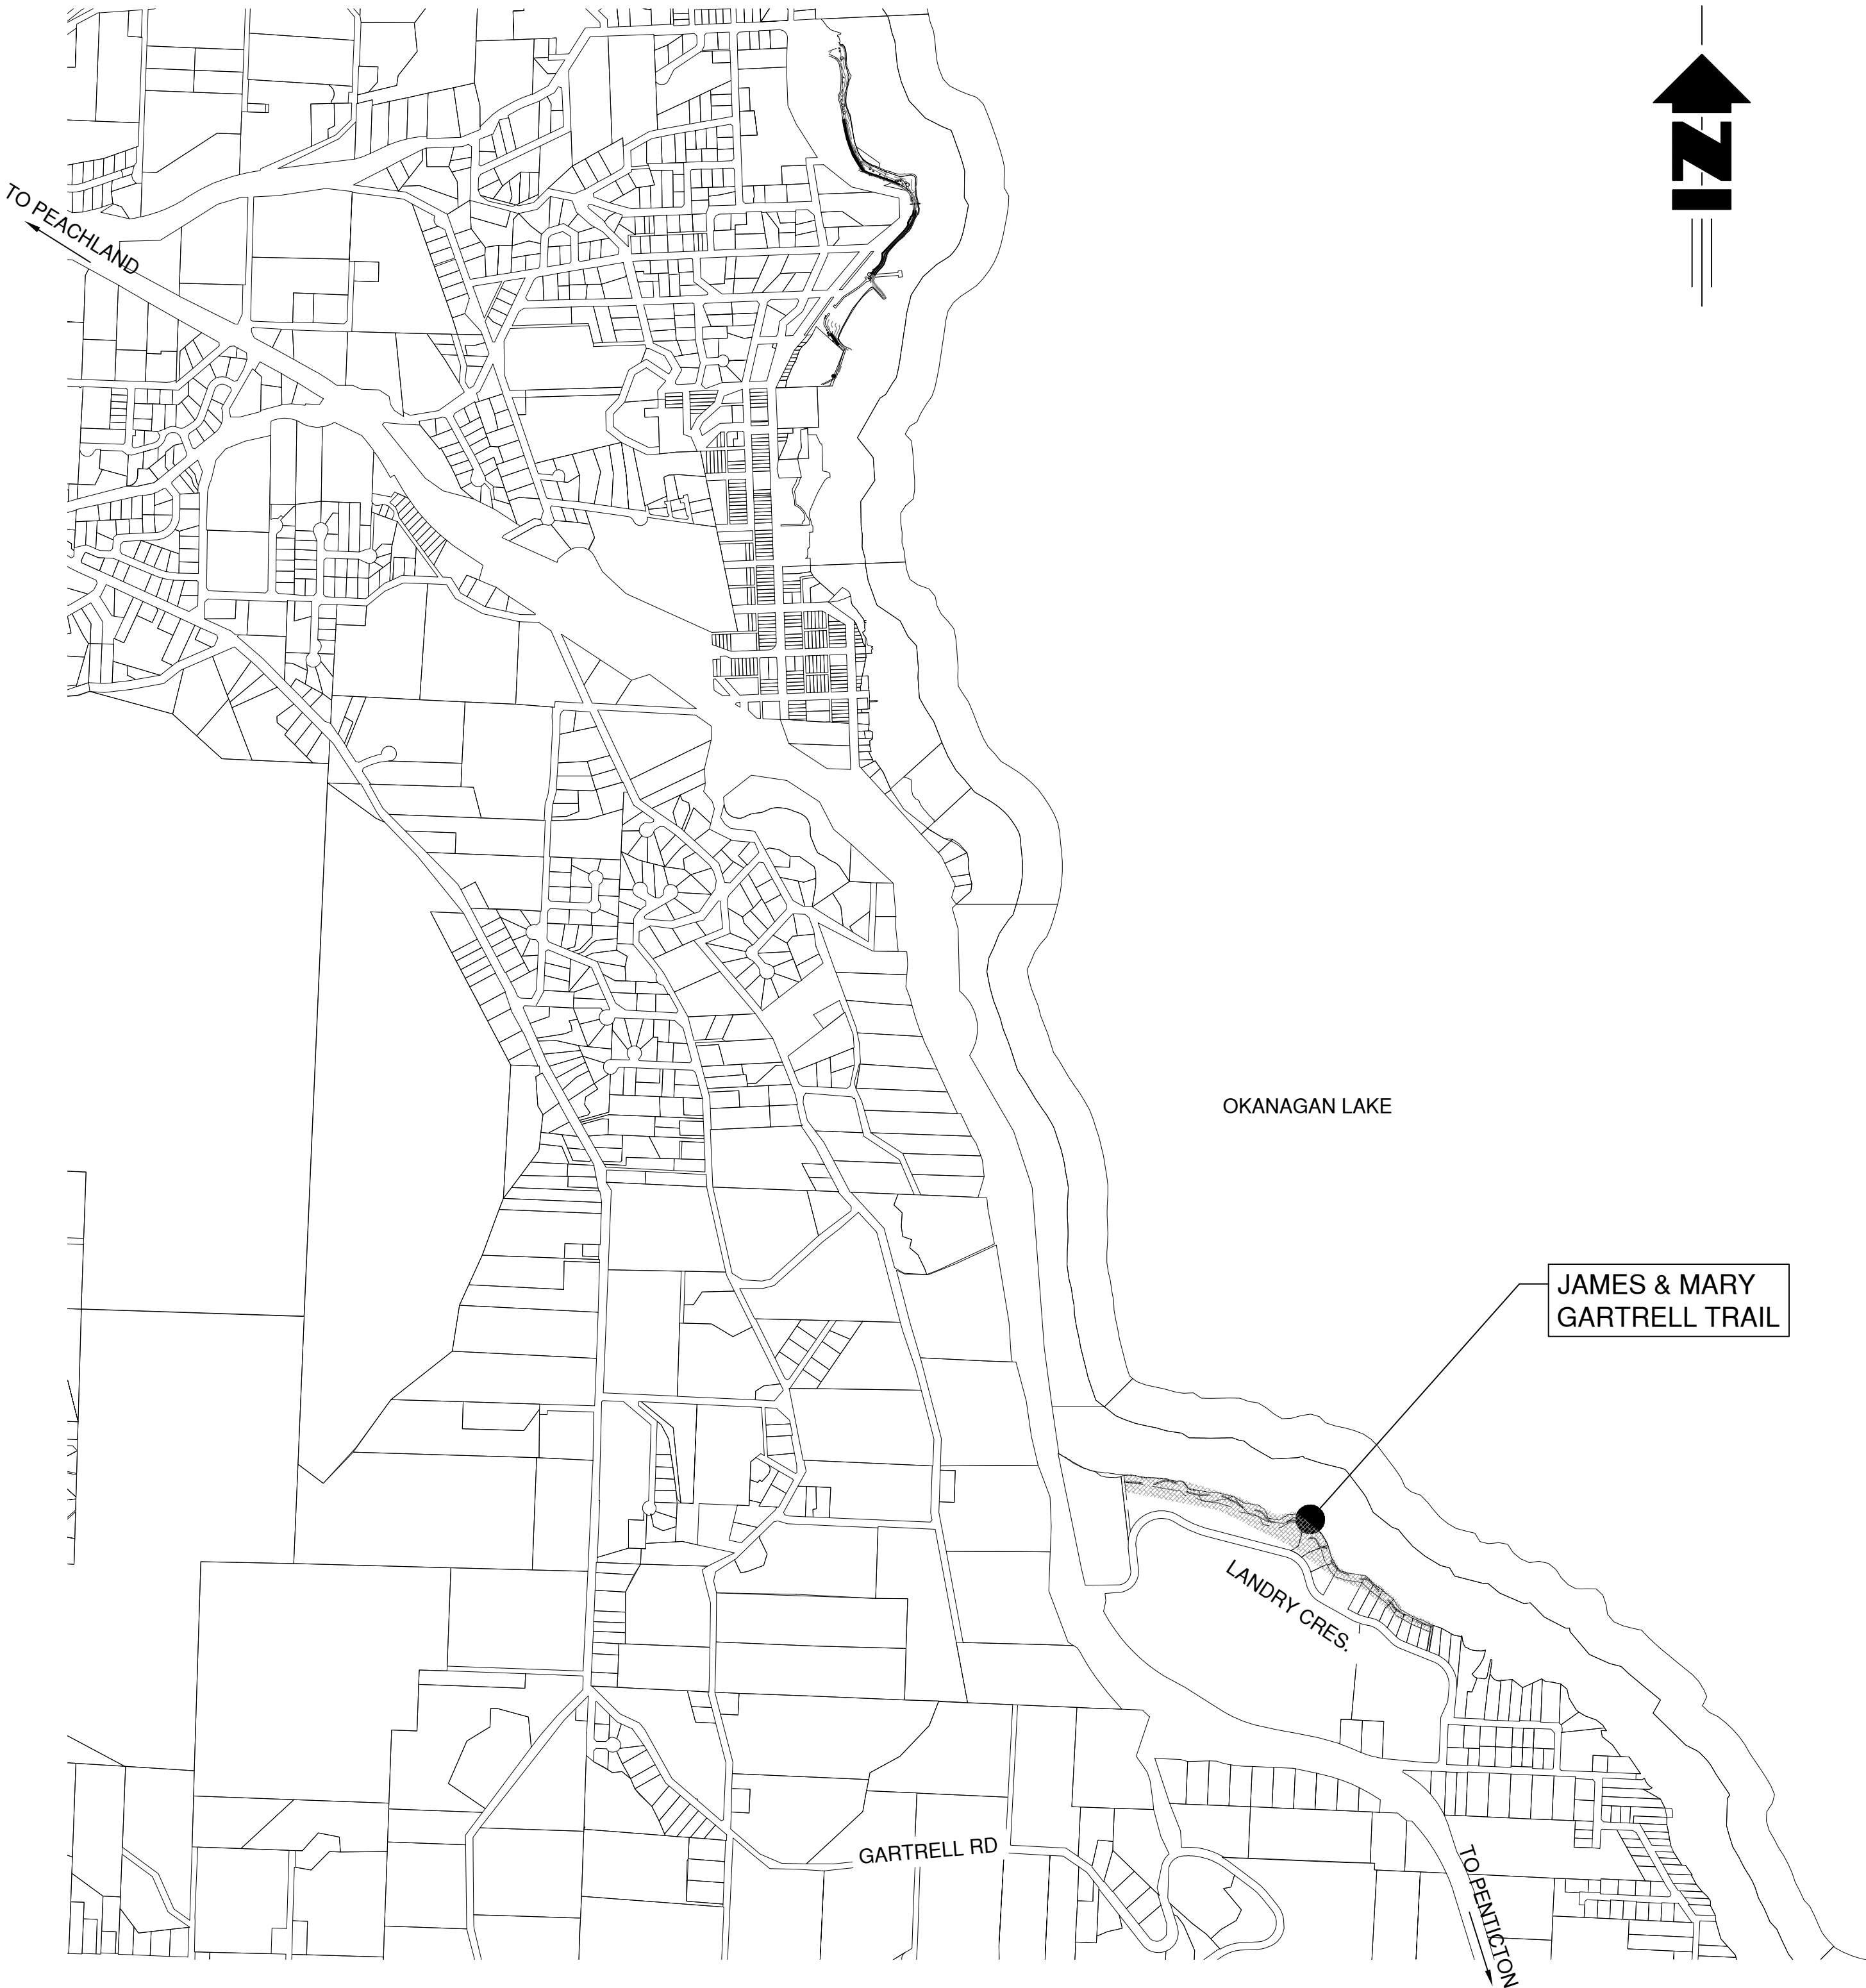 N
TO PEACHLAND
OKANAGAN LAKE
JAMES & MARY
GARTRELL TRAIL
LANDRY CRES.
GARTRELL RD
TO PENTICTON